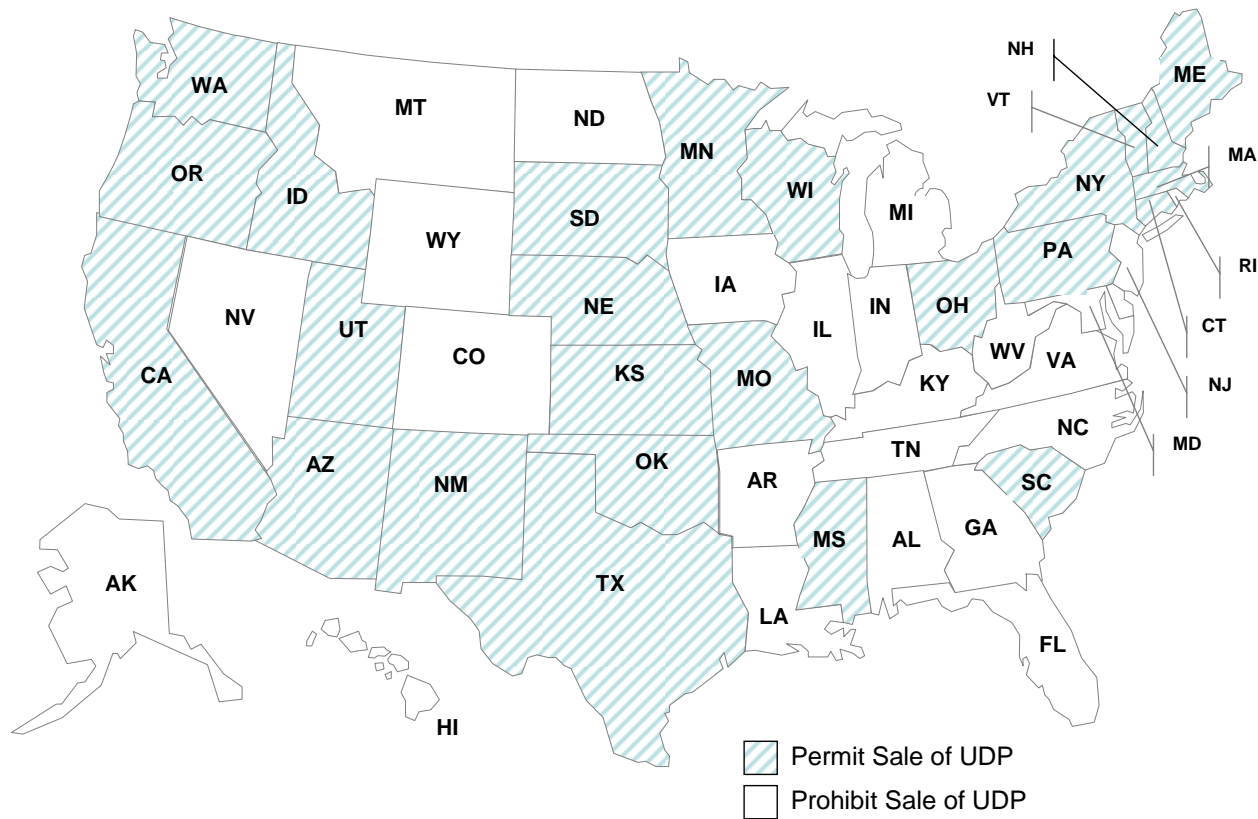 NH
ME
WA
VT
MT
ND
MN
MA
OR
WI
NY
ID
SD
MI
WY
PA
RI
IA
NE
OH
IN
NV
IL
UT
CT
CO
WV
VA
KS
CA
MO
KY
NJ
NC
MD
TN
AZ
OK
AR
SC
NM
GA
MS
AL
AK
TX
LA
FL
HI
Permit Sale of UDP
Prohibit Sale of UDP